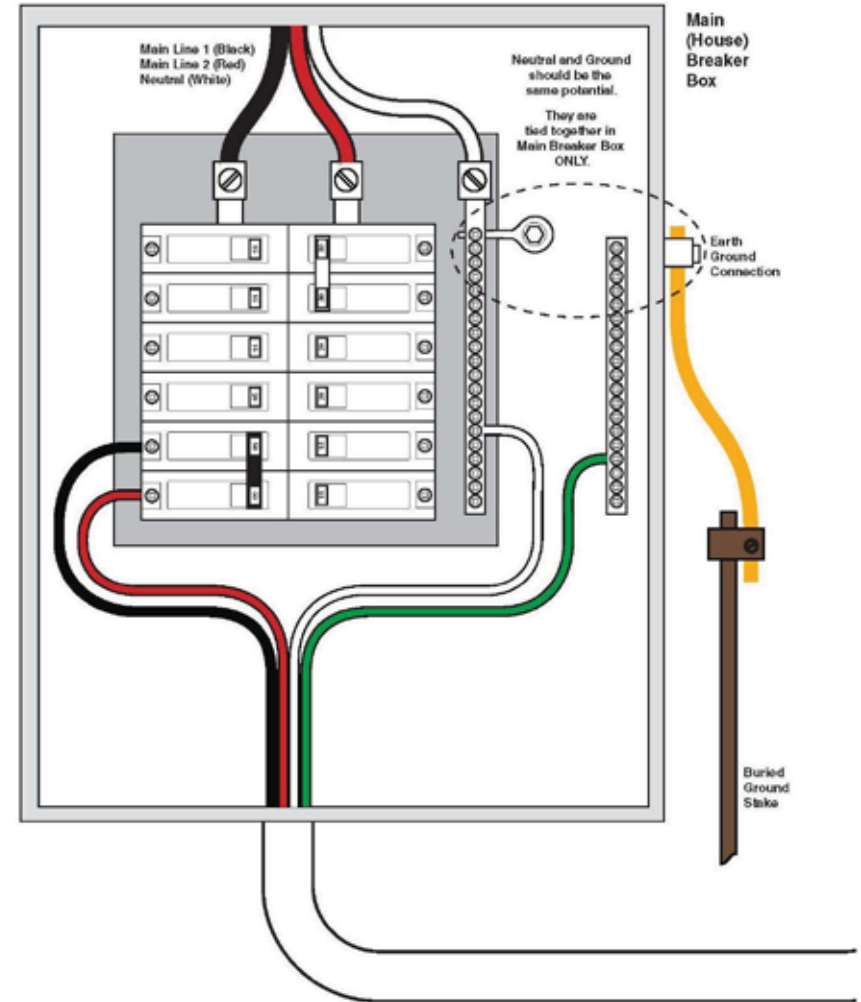 Main Line 1 (Black)
Main Line 2 (Red)
Neutral (White)
Neutral and Ground
should be the
same potential.
They are
tied together in
Main Breaker Box
ONLY.
Main
(House)
Breaker
Box
Earth
Ground
Connection
Buried
Ground
Stake